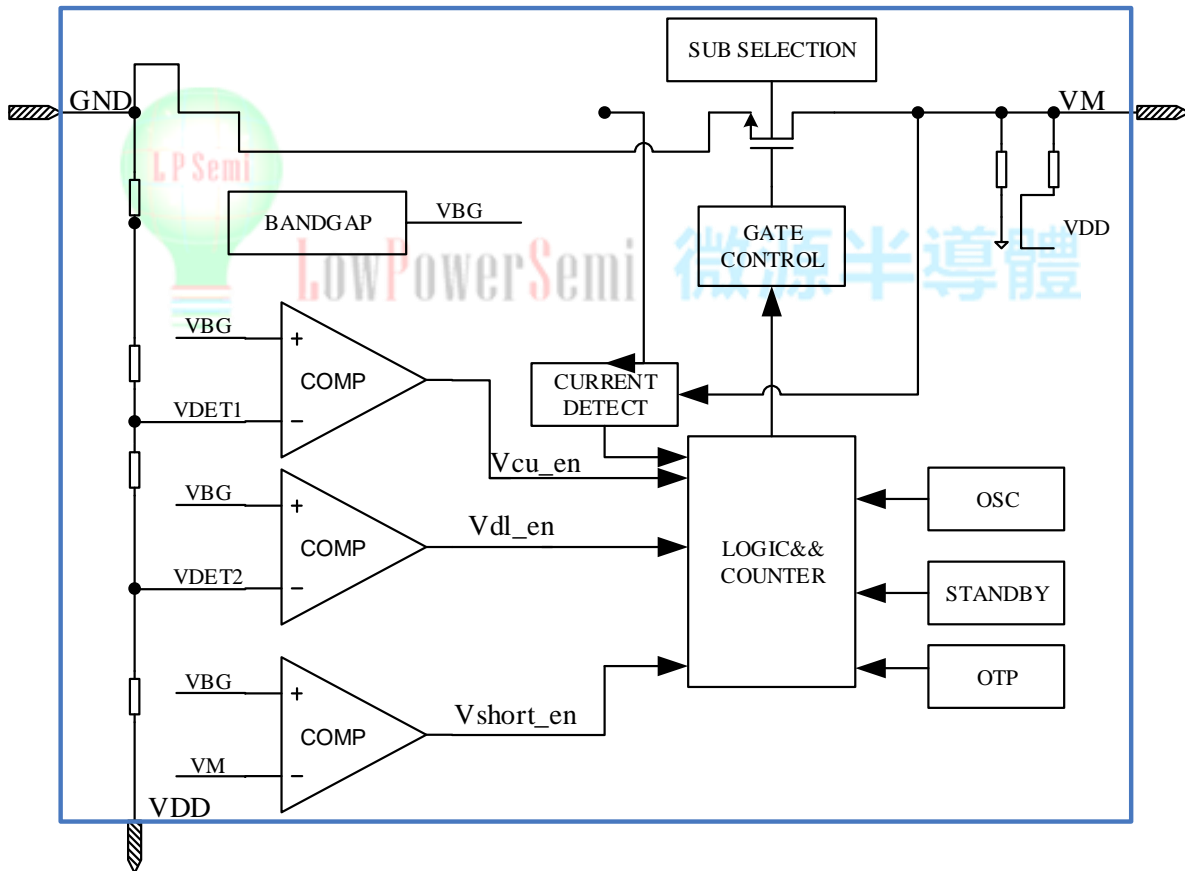 SUB SELECTION
GND
VM
L P Semi
BANDGAP
VBG
GATE
CONTROL
VDD
LowPowerSemi 微源半導體
VBG
+
COMP
CURRENT
DETECT
VDET1
−
Vcu_en
VBG
+
COMP
Vdl_en
LOGIC&&
COUNTER
OSC
VDET2
−
STANDBY
VBG
+
COMP
Vshort_en
OTP
VM
−
VDD